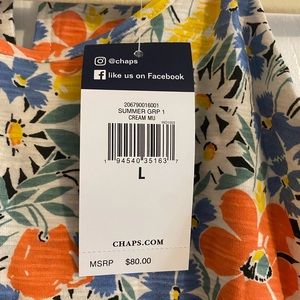 @chaps
like us on Facebook
206790016001
SUMMER GRP 1
CREAM MU
1 94540 35163 7
L
CHAPS.COM
MSRP $80.00